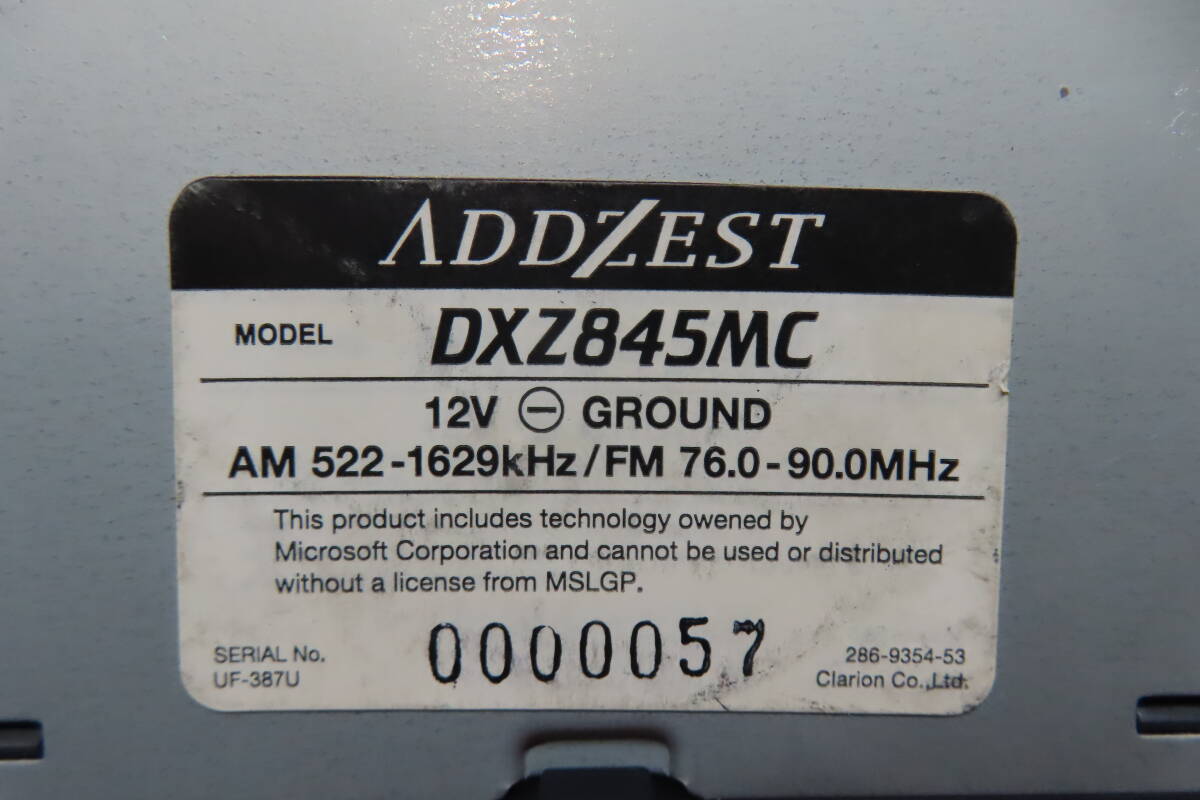 ADDZEST
MODEL DXZ845MC
12V ⊖ GROUND
AM 522-1629kHz/FM 76.0-90.0MHz
This product includes technology owened by
Microsoft Corporation and cannot be used or distributed
without a license from MSLGP.
SERIAL No.
UF-387U
0000057
286-9354-53
Clarion Co.,Ltd.